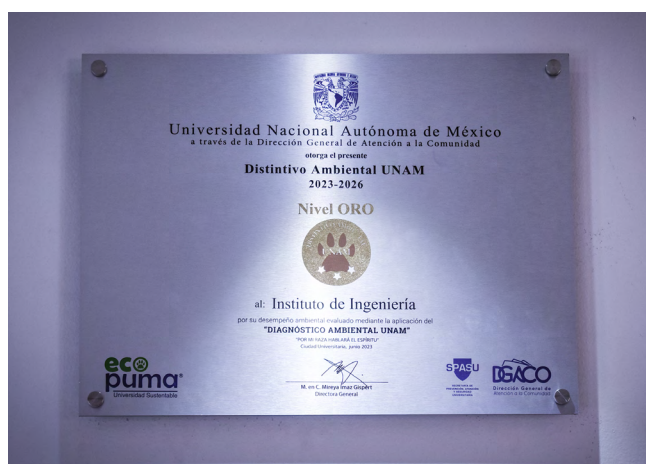 Universidad Nacional Autónoma de México
a través de la Dirección General de Atención a la Comunidad
otorga el presente
Distintivo Ambiental UNAM
2023-2026
Nivel ORO
UNAM
al: Instituto de Ingeniería
por su desempeño ambiental evaluado mediante la aplicación del
"DIAGNÓSTICO AMBIENTAL UNAM"
"POR MI RAZA HABLARÁ EL ESPÍRITU"
Ciudad Universitaria, junio 2023
M. en C. Mireya Imaz Gispert
Directora General
eco
puma
Universidad Sustentable
SPASU
DGACO
Dirección General de
Atención a la Comunidad